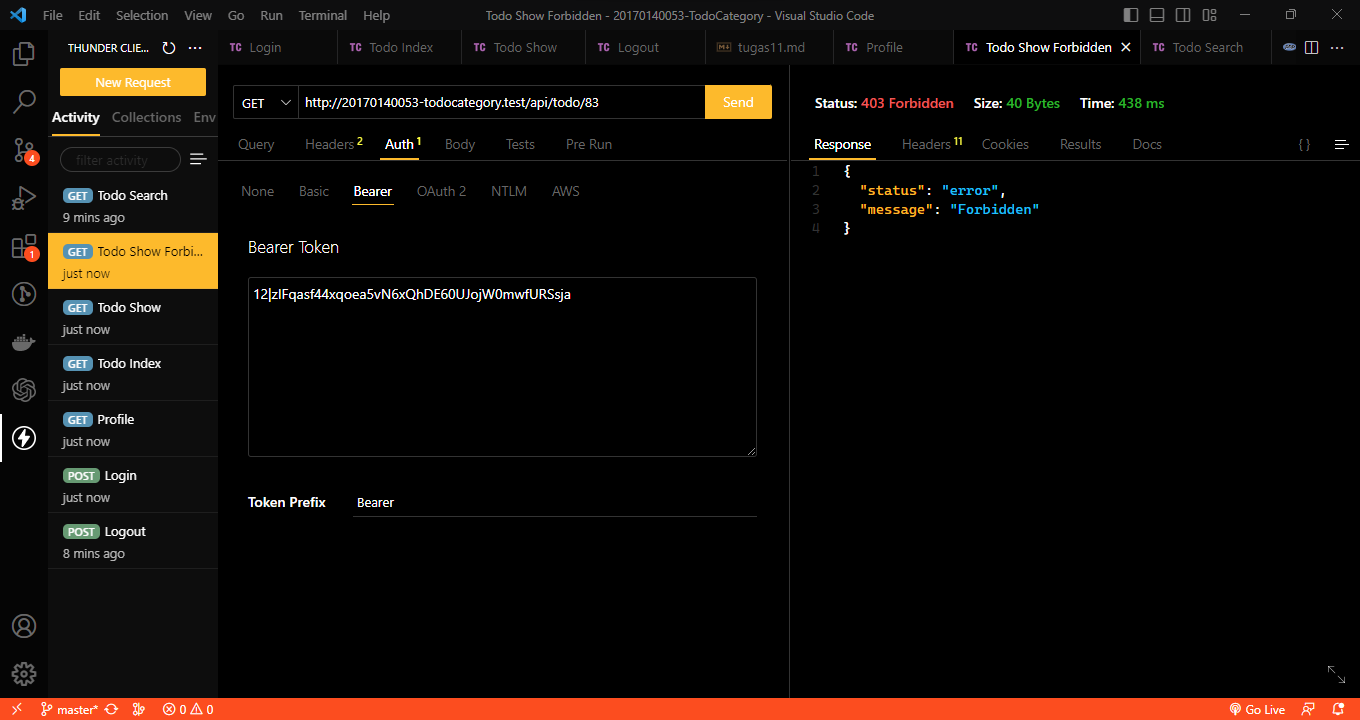 File Edit Selection View Go Run Terminal Help Todo Show Forbidden - 20170140053-TodoCategory - Visual Studio Code
THUNDER CLIE... ···
TC Login TC Todo Index TC Todo Show TC Logout tugas11.md TC Profile TC Todo Show Forbidden TC Todo Search ···
New Request
Activity Collections Env
filter activity
GET Todo Search
9 mins ago
GET Todo Show Forbi...
just now
GET Todo Show
just now
GET Todo Index
just now
GET Profile
just now
POST Login
just now
POST Logout
8 mins ago
4
1
GET http://20170140053-todocategory.test/api/todo/83 Send
Query Headers 2 Auth 1 Body Tests Pre Run
None Basic Bearer OAuth 2 NTLM AWS
Bearer Token
12|zIFqasf44xqoea5vN6xQhDE60UJojW0mwfURSsja
Token Prefix Bearer
Status: 403 Forbidden Size: 40 Bytes Time: 438 ms
Response Headers 11 Cookies Results Docs { }
1 {
2 "status": "error",
3 "message": "Forbidden"
4 }
master* 0 0 Go Live